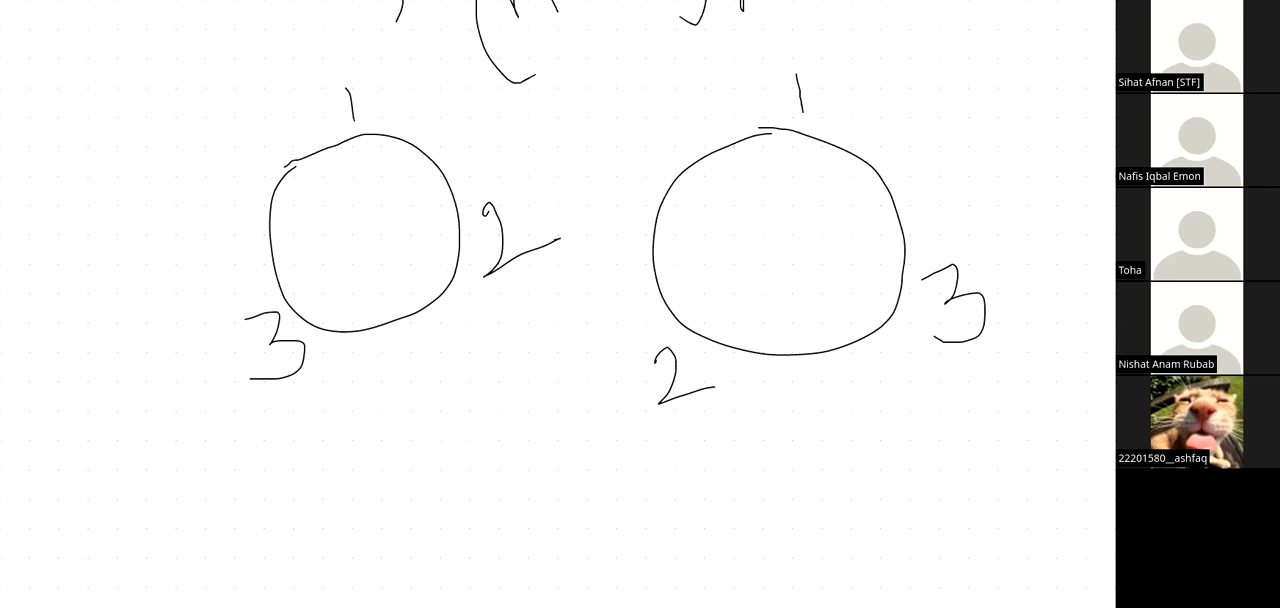 1
1
2
3
3
2
Sihat Afnan [STF]
Nafis Iqbal Emon
Toha
Nishat Anam Rubab
22201580__ashfaq